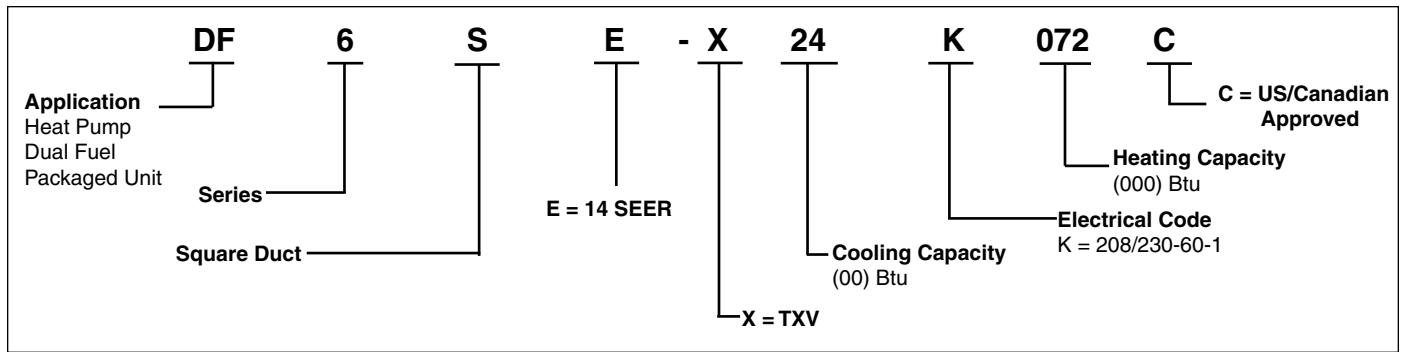 DF 6 S E - X 24 K 072 C
Application
Heat Pump
Dual Fuel
Packaged Unit
Series
Square Duct
E = 14 SEER
X = TXV
Cooling Capacity
(00) Btu
Electrical Code
K = 208/230-60-1
Heating Capacity
(000) Btu
C = US/Canadian
Approved